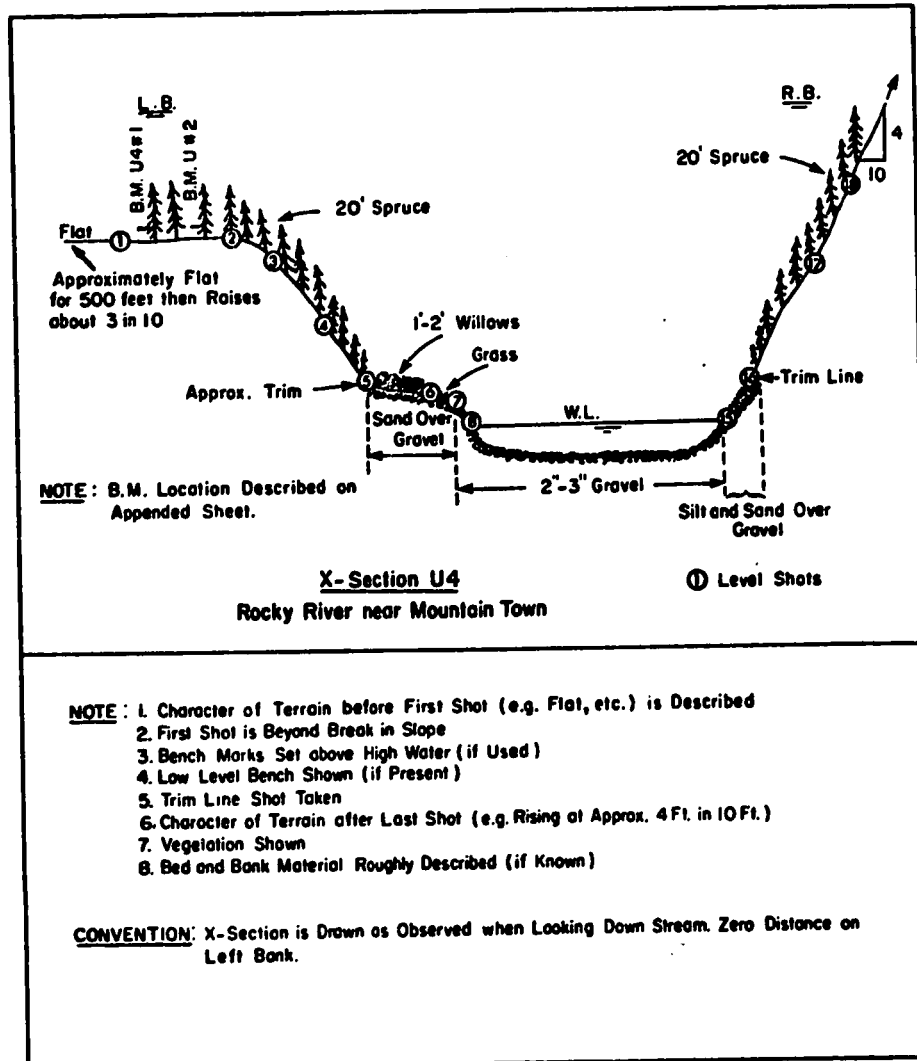 L.B.
R.B.
B.M. U4#1
B.M. U#2
4
10
20' Spruce
20' Spruce
Flat
1
2
3
17
Approximately Flat
for 500 feet then Raises
about 3 in 10
4
1'-2' Willows
Grass
Approx. Trim
5
6
7
8
16
Trim Line
Sand Over
Gravel
W.L.
15
NOTE: B.M. Location Described on
Appended Sheet.
2"-3" Gravel
Silt and Sand Over
Gravel
X-Section U4
① Level Shots
Rocky River near Mountain Town
NOTE: 1. Character of Terrain before First Shot (e.g. Flat, etc.) is Described
2. First Shot is Beyond Break in Slope
3. Bench Marks Set above High Water (if Used)
4. Low Level Bench Shown (if Present)
5. Trim Line Shot Taken
6. Character of Terrain after Last Shot (e.g. Rising at Approx. 4 Ft. in 10 Ft.)
7. Vegetation Shown
8. Bed and Bank Material Roughly Described (if Known)
CONVENTION: X-Section is Drawn as Observed when Looking Down Stream. Zero Distance on
Left Bank.